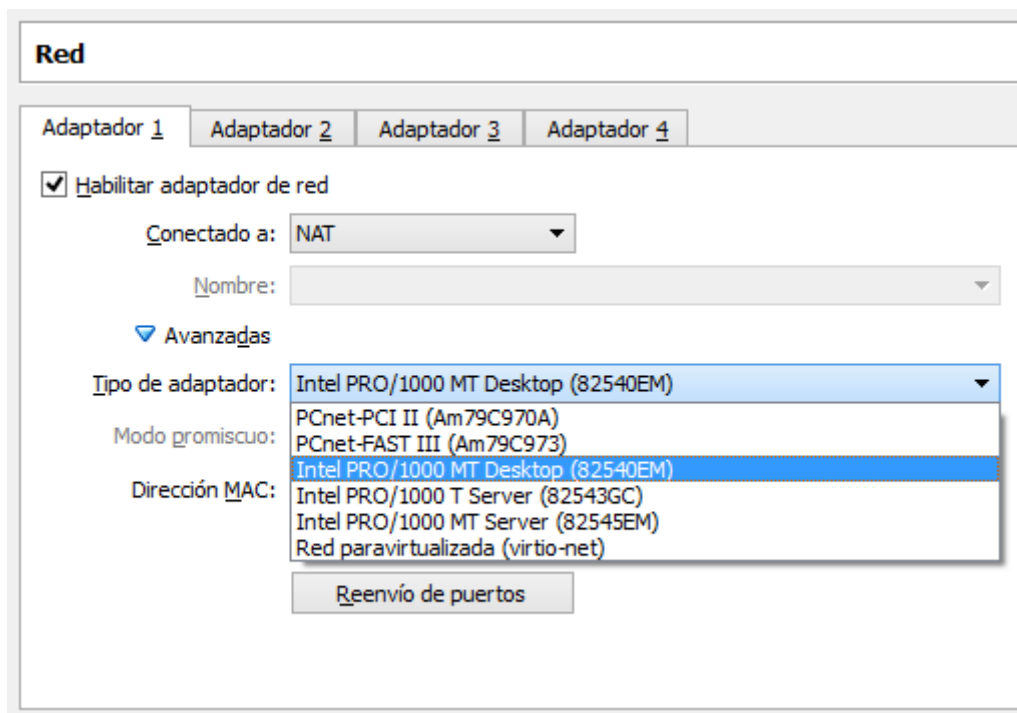 Red
Adaptador 1 Adaptador 2 Adaptador 3 Adaptador 4
Habilitar adaptador de red
Conectado a: NAT
Nombre:
Avanzadas
Tipo de adaptador: Intel PRO/1000 MT Desktop (82540EM)
PCnet-PCI II (Am79C970A)
Modo promiscuo: PCnet-FAST III (Am79C973)
Intel PRO/1000 MT Desktop (82540EM)
Dirección MAC: Intel PRO/1000 T Server (82543GC)
Intel PRO/1000 MT Server (82545EM)
Red paravirtualizada (virtio-net)
Reenvío de puertos